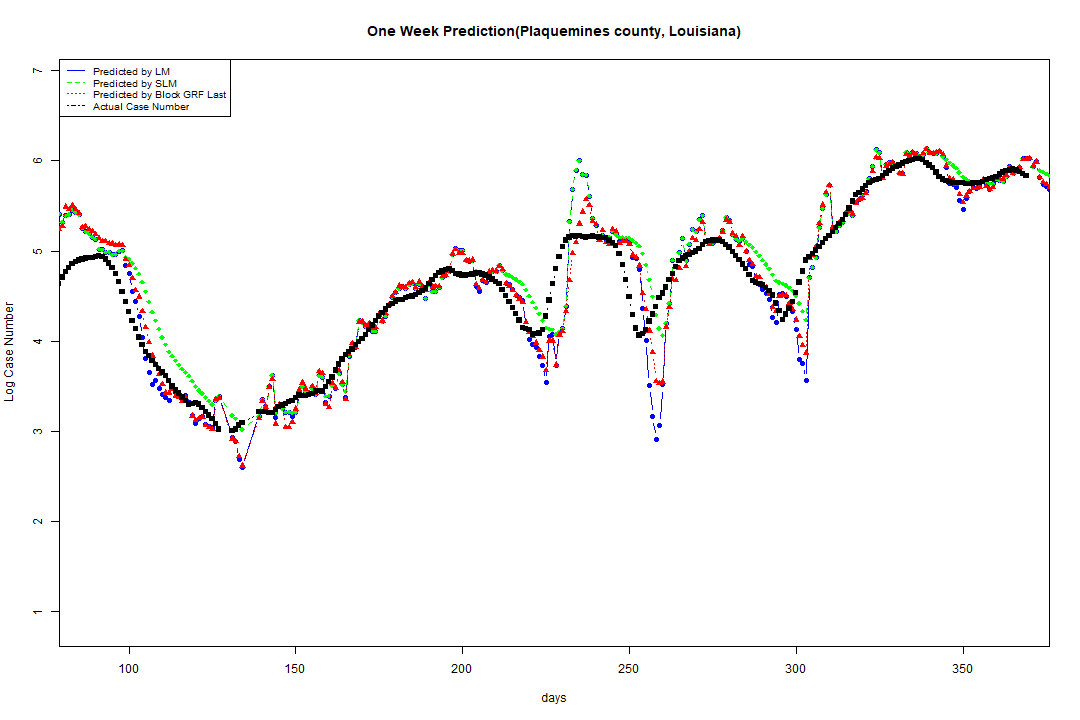 One Week Prediction(Plaquemines county, Louisiana)
Predicted by LM
Predicted by SLM
Predicted by Block GRF Last
Actual Case Number
Log Case Number
7
6
5
4
3
2
1
100 150 200 250 300 350
days